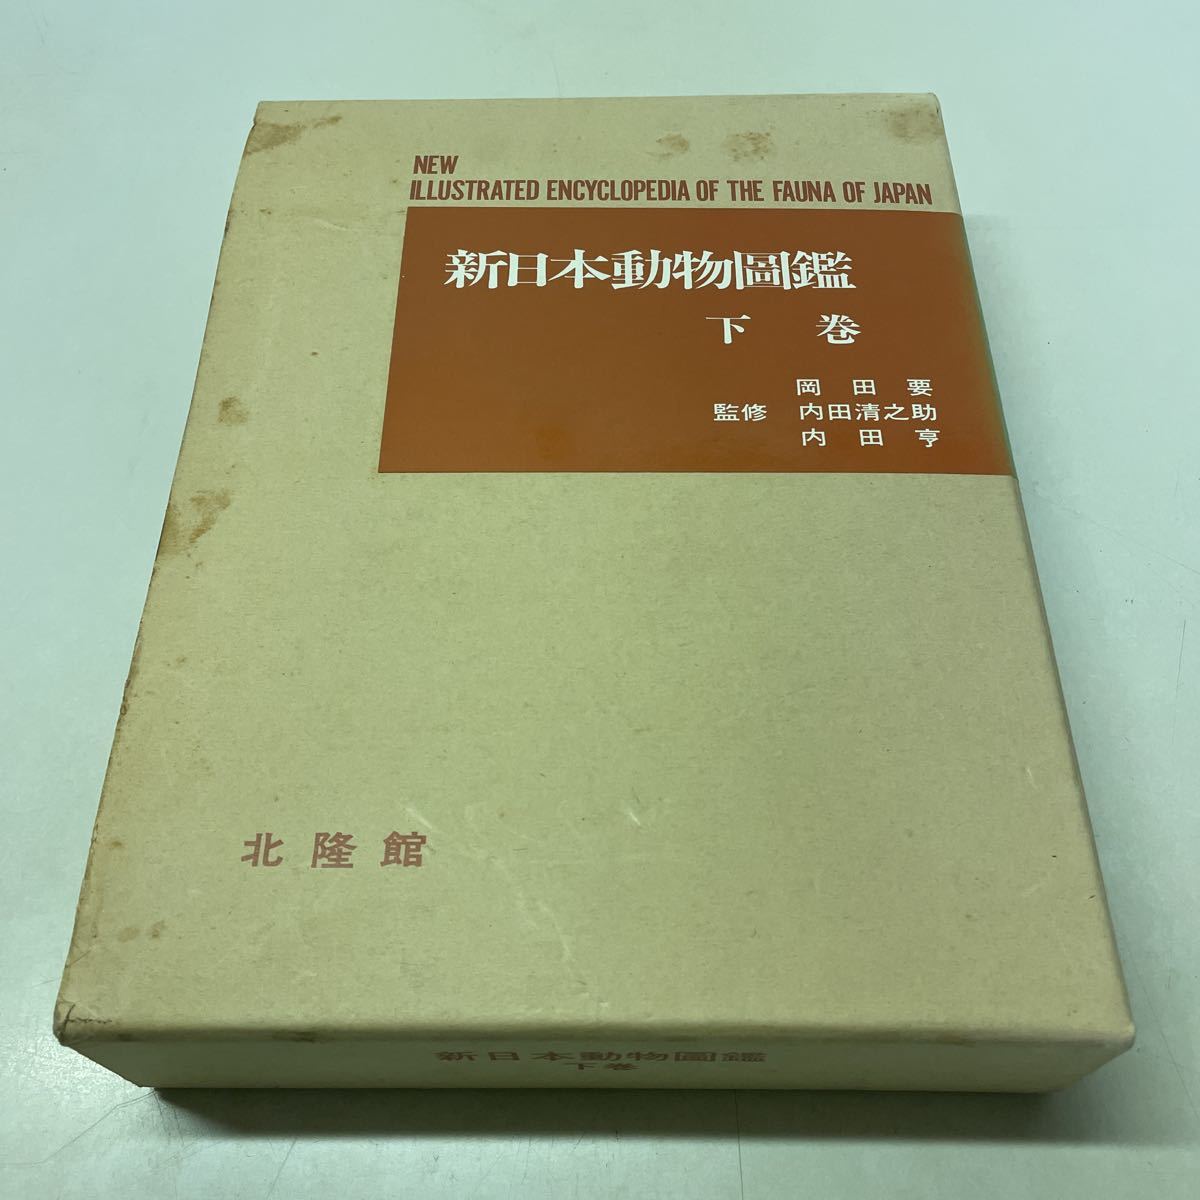 NEW
ILLUSTRATED ENCYCLOPEDIA OF THE FAUNA OF JAPAN
新日本動物圖鑑
下巻
岡田要
監修 内田清之助
内田亨
北隆館
新日本動物圖鑑
下巻